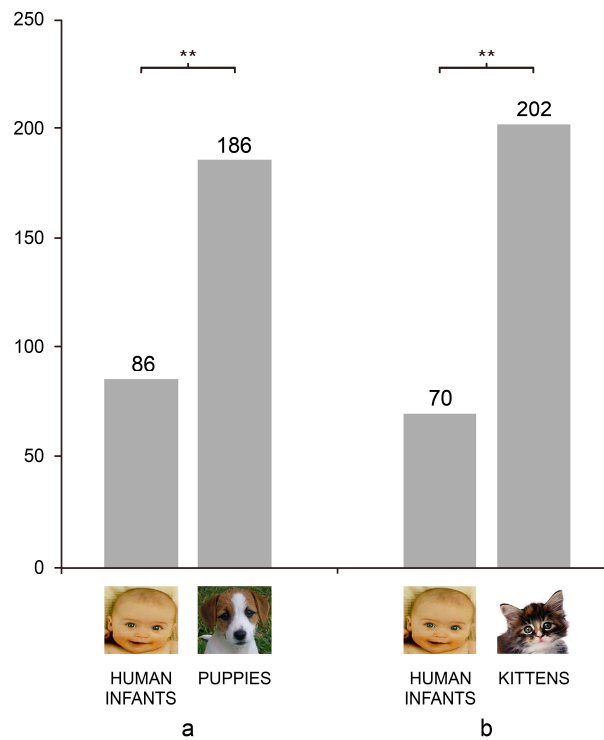 250
200
150
100
50
0
**
86
186
**
70
202
HUMAN
INFANTS
PUPPIES
HUMAN
INFANTS
KITTENS
a
b